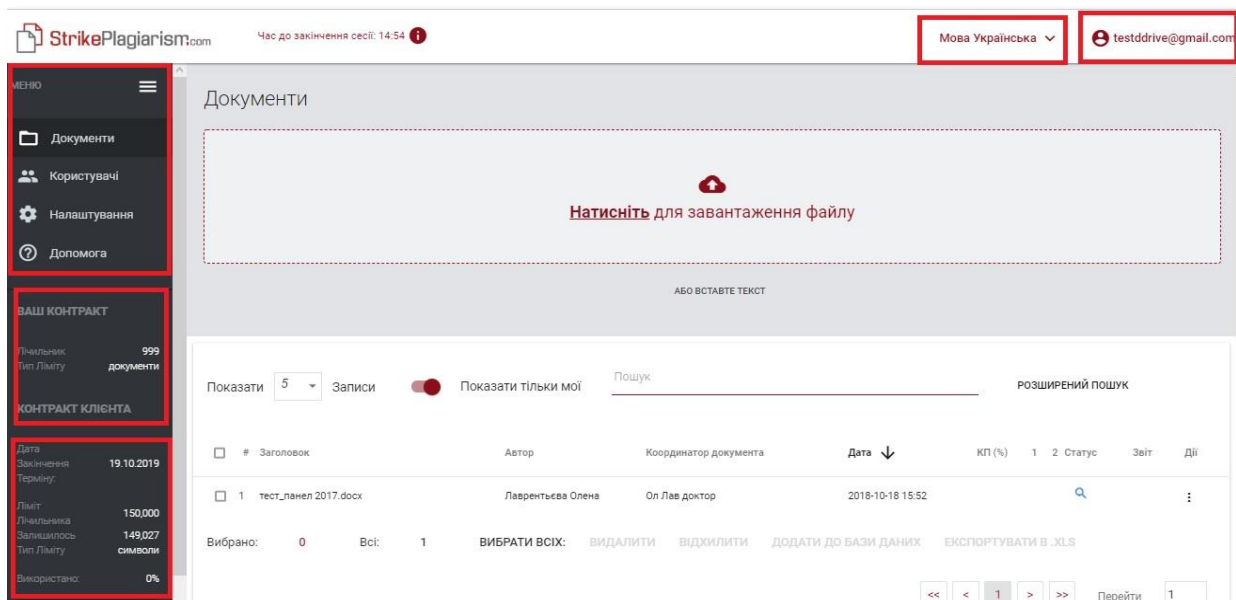 StrikePlagiarism.com
Час до закінчення сесії: 14:54
Мова Українська
testddrive@gmail.com
МЕНЮ
Документи
Користувачі
Налаштування
Допомога
ВАШ КОНТРАКТ
Лічильник 999
Тип Ліміту документи
КОНТРАКТ КЛІЄНТА
Дата
Закінчення 19.10.2019
Терміну:
Ліміт
Лічильника 150,000
Залишилось 149,027
Тип Ліміту символи
Використано: 0%
Документи
Натисніть для завантаження файлу
АБО ВСТАВТЕ ТЕКСТ
Показати 5 Записи Показати тільки мої Пошук РОЗШИРЕНИЙ ПОШУК
# Заголовок Автор Координатор документа Дата КП (%) 1 2 Статус Звіт Дії
1 тест_панел 2017.docx Лаврентьєва Олена Ол Лав доктор 2018-10-18 15:52
Вибрано: 0 Всі: 1 ВИБРАТИ ВСІХ: ВИДАЛИТИ ВІДХИЛИТИ ДОДАТИ ДО БАЗИ ДАНИХ ЕКСПОРТУВАТИ В .XLS
<< < 1 > >> Перейти 1